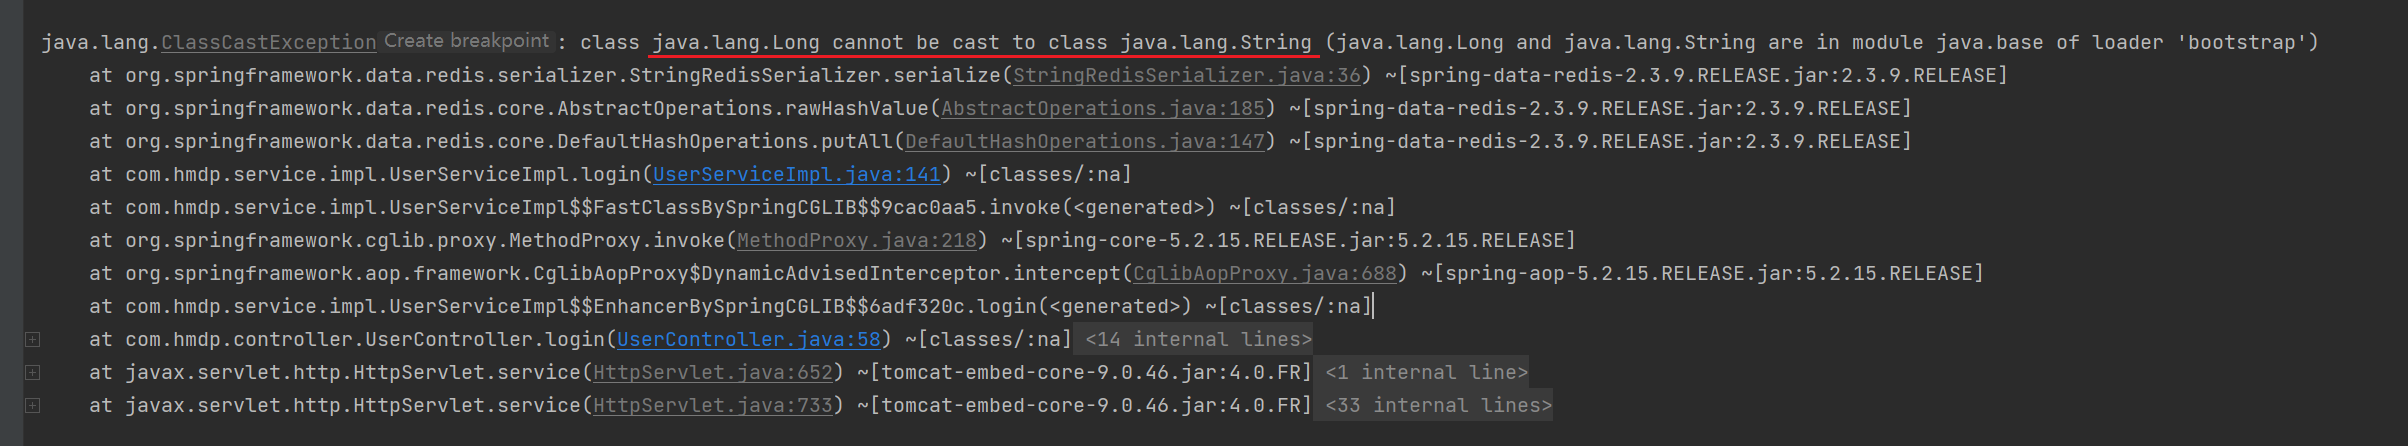 java.lang.ClassCastException Create breakpoint : class java.lang.Long cannot be cast to class java.lang.String (java.lang.Long and java.lang.String are in module java.base of loader 'bootstrap')
at org.springframework.data.redis.serializer.StringRedisSerializer.serialize(StringRedisSerializer.java:36) ~[spring-data-redis-2.3.9.RELEASE.jar:2.3.9.RELEASE]
at org.springframework.data.redis.core.AbstractOperations.rawHashValue(AbstractOperations.java:185) ~[spring-data-redis-2.3.9.RELEASE.jar:2.3.9.RELEASE]
at org.springframework.data.redis.core.DefaultHashOperations.putAll(DefaultHashOperations.java:147) ~[spring-data-redis-2.3.9.RELEASE.jar:2.3.9.RELEASE]
at com.hmdp.service.impl.UserServiceImpl.login(UserServiceImpl.java:141) ~[classes/:na]
at com.hmdp.service.impl.UserServiceImpl$$FastClassBySpringCGLIB$$9cac0aa5.invoke(<generated>) ~[classes/:na]
at org.springframework.cglib.proxy.MethodProxy.invoke(MethodProxy.java:218) ~[spring-core-5.2.15.RELEASE.jar:5.2.15.RELEASE]
at org.springframework.aop.framework.CglibAopProxy$DynamicAdvisedInterceptor.intercept(CglibAopProxy.java:688) ~[spring-aop-5.2.15.RELEASE.jar:5.2.15.RELEASE]
at com.hmdp.service.impl.UserServiceImpl$$EnhancerBySpringCGLIB$$6adf320c.login(<generated>) ~[classes/:na]
at com.hmdp.controller.UserController.login(UserController.java:58) ~[classes/:na] <14 internal lines>
at javax.servlet.http.HttpServlet.service(HttpServlet.java:652) ~[tomcat-embed-core-9.0.46.jar:4.0.FR] <1 internal line>
at javax.servlet.http.HttpServlet.service(HttpServlet.java:733) ~[tomcat-embed-core-9.0.46.jar:4.0.FR] <33 internal lines>